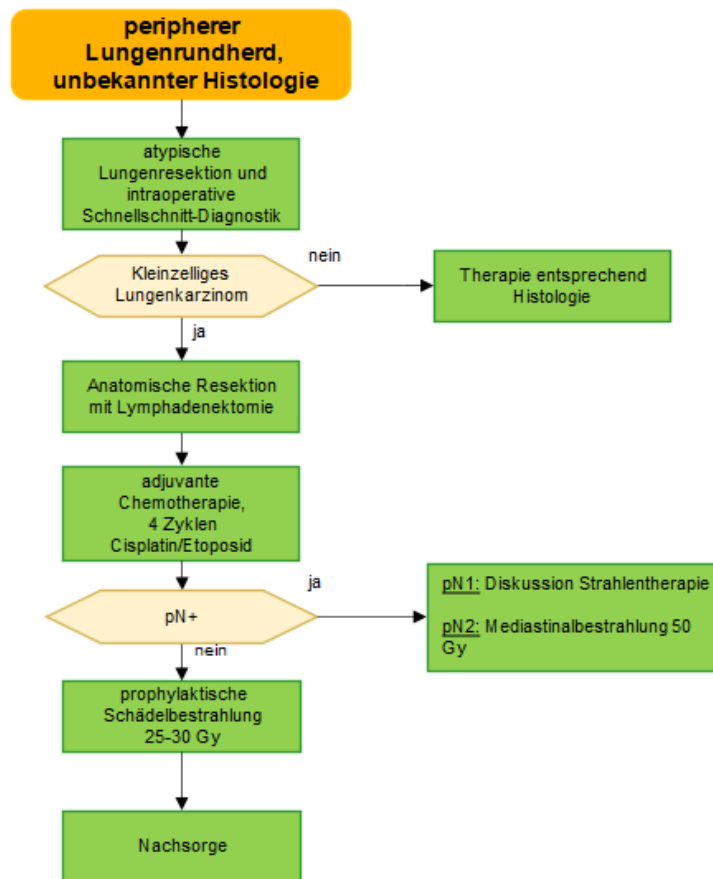 peripherer
Lungenrundherd,
unbekannter Histologie
atypische
Lungenresektion und
intraoperative
Schnellschnitt-Diagnostik
nein
Kleinzelliges
Lungenkarzinom
Therapie entsprechend
Histologie
ja
Anatomische Resektion
mit Lymphadenektomie
adjuvante
Chemotherapie,
4 Zyklen
Cisplatin/Etoposid
ja
pN+
pN1: Diskussion Strahlentherapie
pN2: Mediastinalbestrahlung 50
Gy
nein
prophylaktische
Schädelbestrahlung
25-30 Gy
Nachsorge